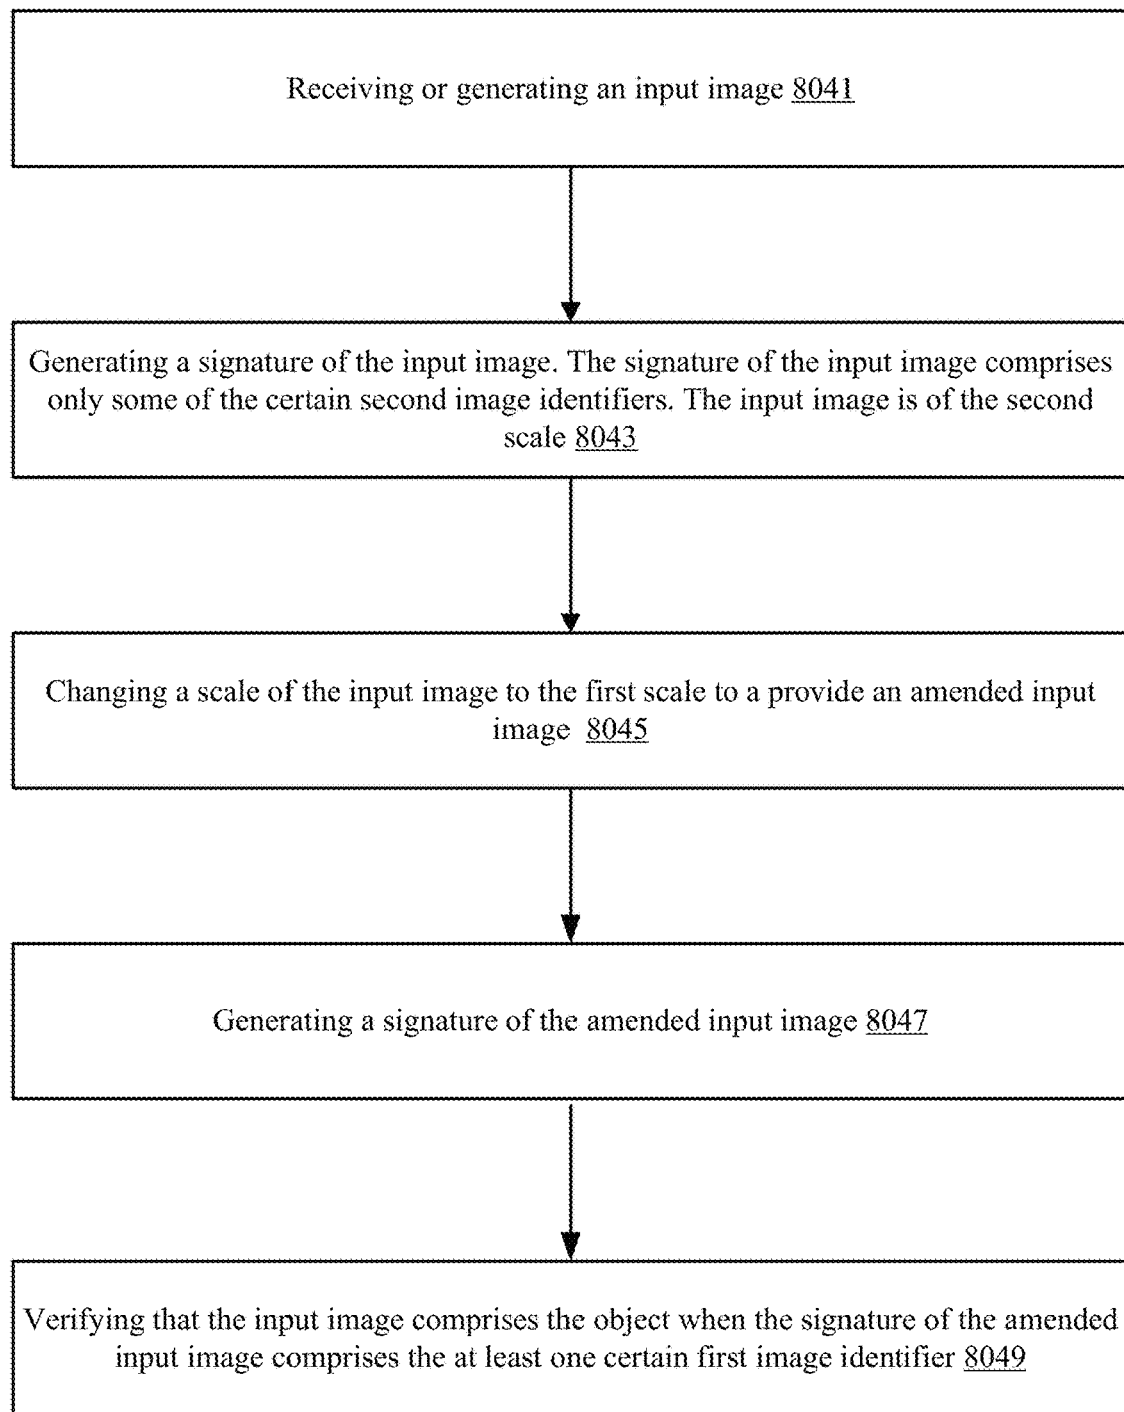 Receiving or generating an input image 8041
Generating a signature of the input image. The signature of the input image comprises
only some of the certain second image identifiers. The input image is of the second
scale 8043
Changing a scale of the input image to the first scale to a provide an amended input
image 8045
Generating a signature of the amended input image 8047
Verifying that the input image comprises the object when the signature of the amended
input image comprises the at least one certain first image identifier 8049